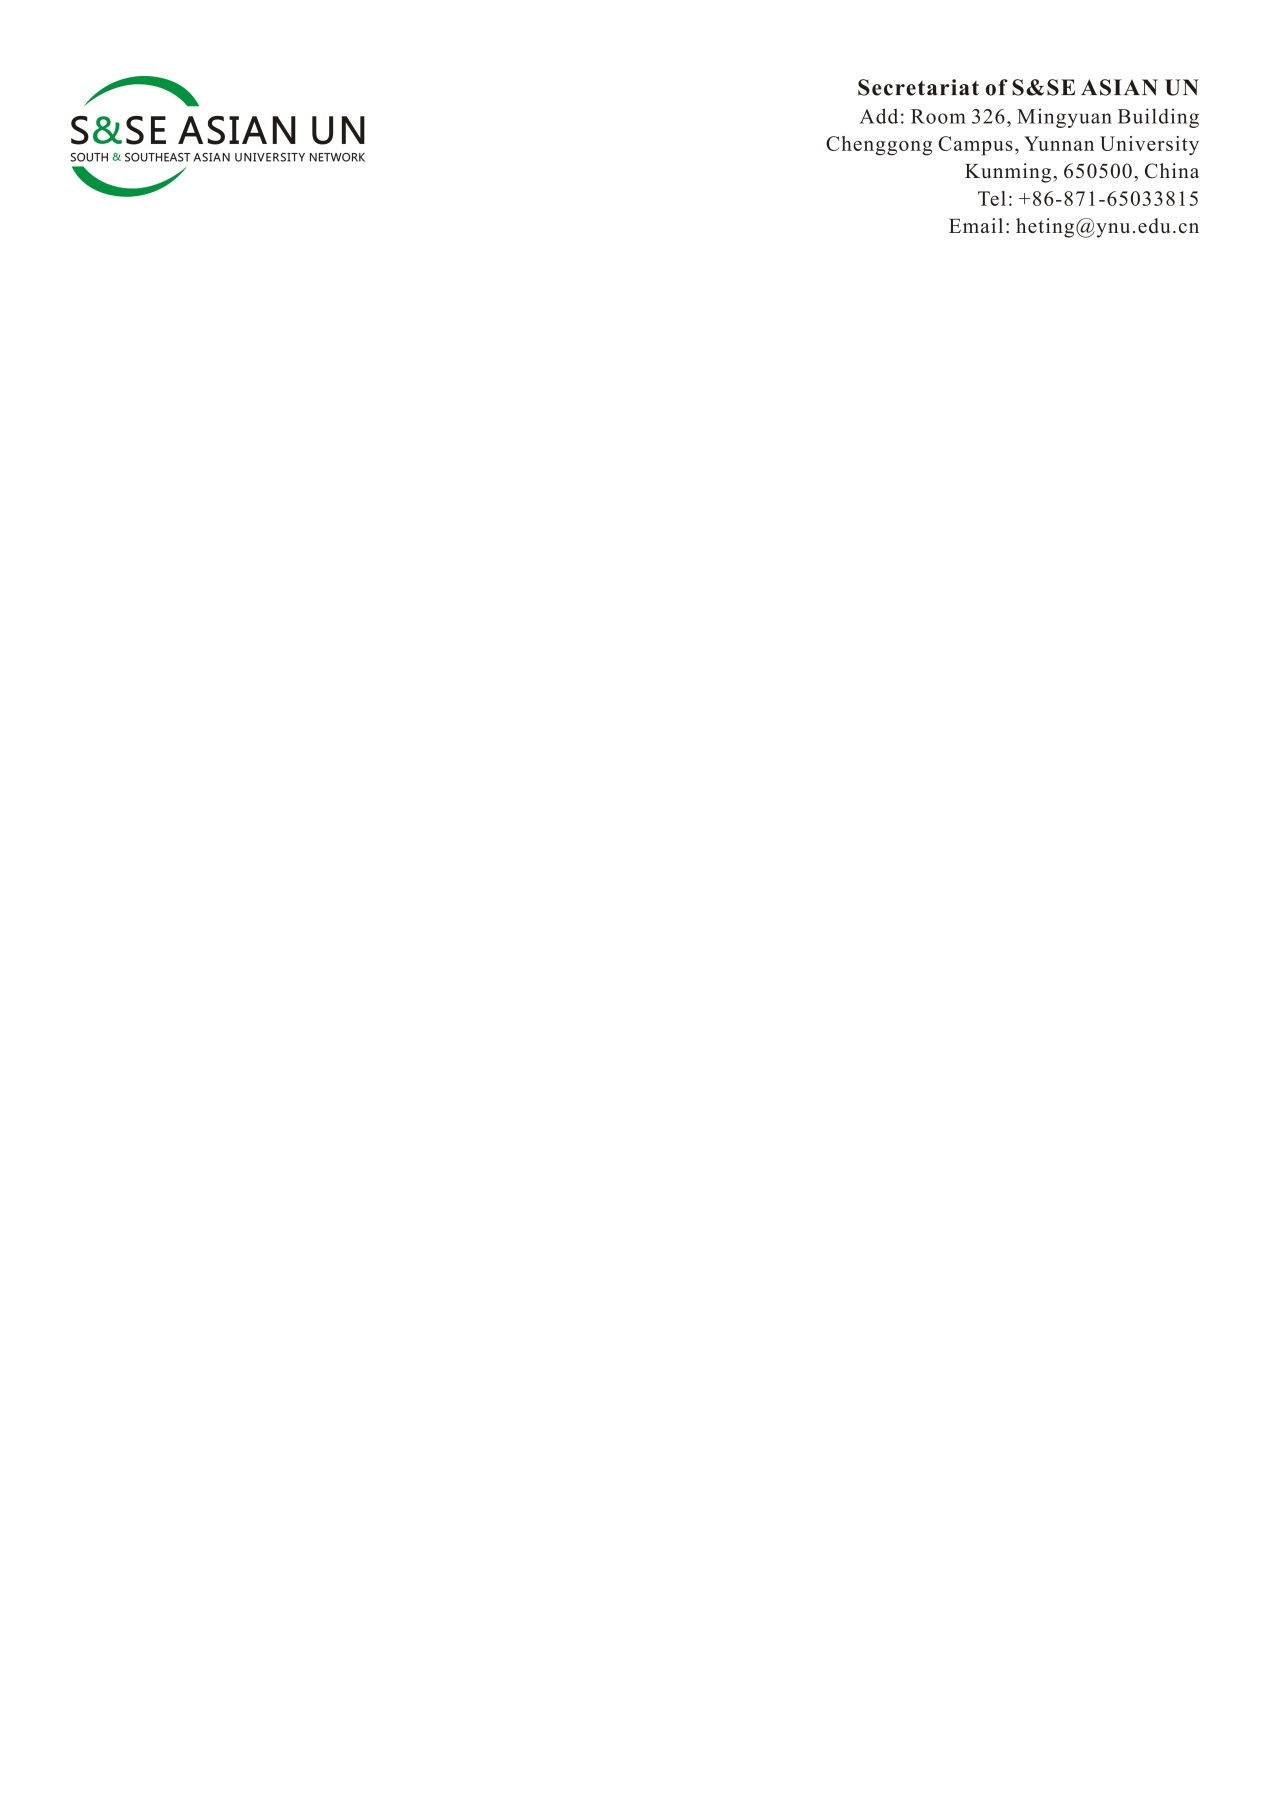 S&SE ASIAN UN
SOUTH & SOUTHEAST ASIAN UNIVERSITY NETWORK
Secretariat of S&SE ASIAN UN
Add: Room 326, Mingyuan Building
Chenggong Campus, Yunnan University
Kunming, 650500, China
Tel: +86-871-65033815
Email: heting@ynu.edu.cn